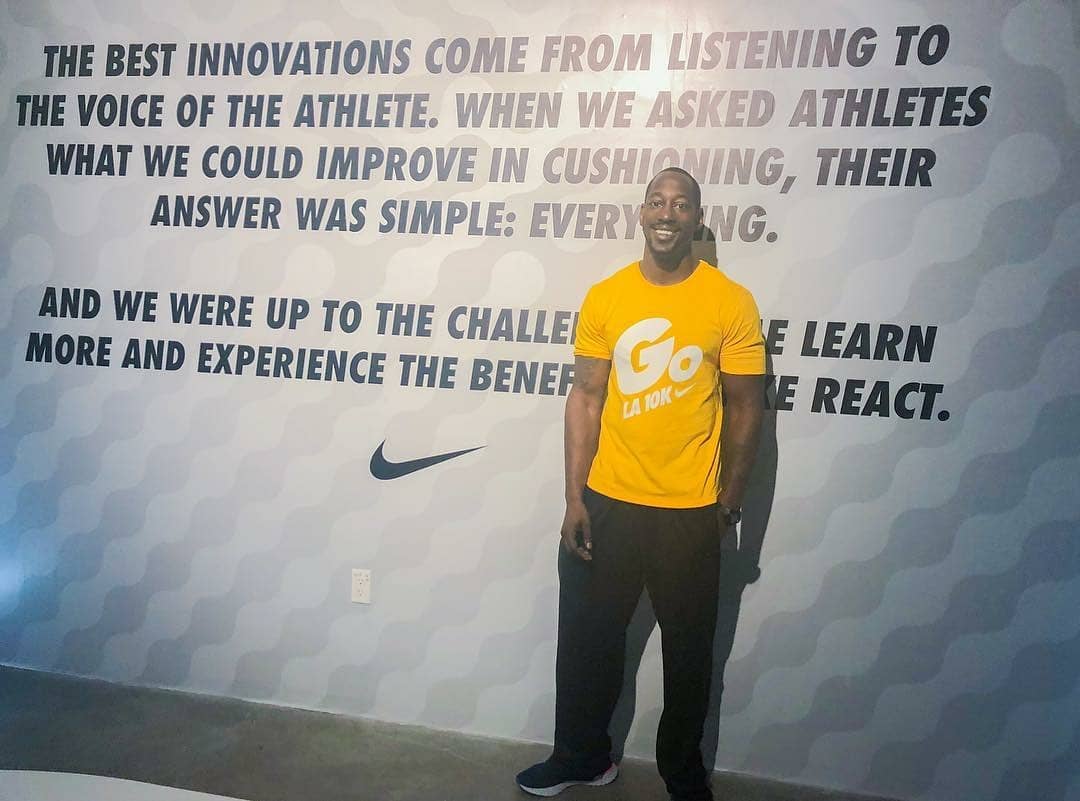 THE BEST INNOVATIONS COME FROM LISTENING TO
THE VOICE OF THE ATHLETE. WHEN WE ASKED ATHLETES
WHAT WE COULD IMPROVE IN CUSHIONING, THEIR
ANSWER WAS SIMPLE: EVERY NG.
AND WE WERE UP TO THE CHALLE E LEARN
MORE AND EXPERIENCE THE BENEF E REACT.
Go
LA 10K